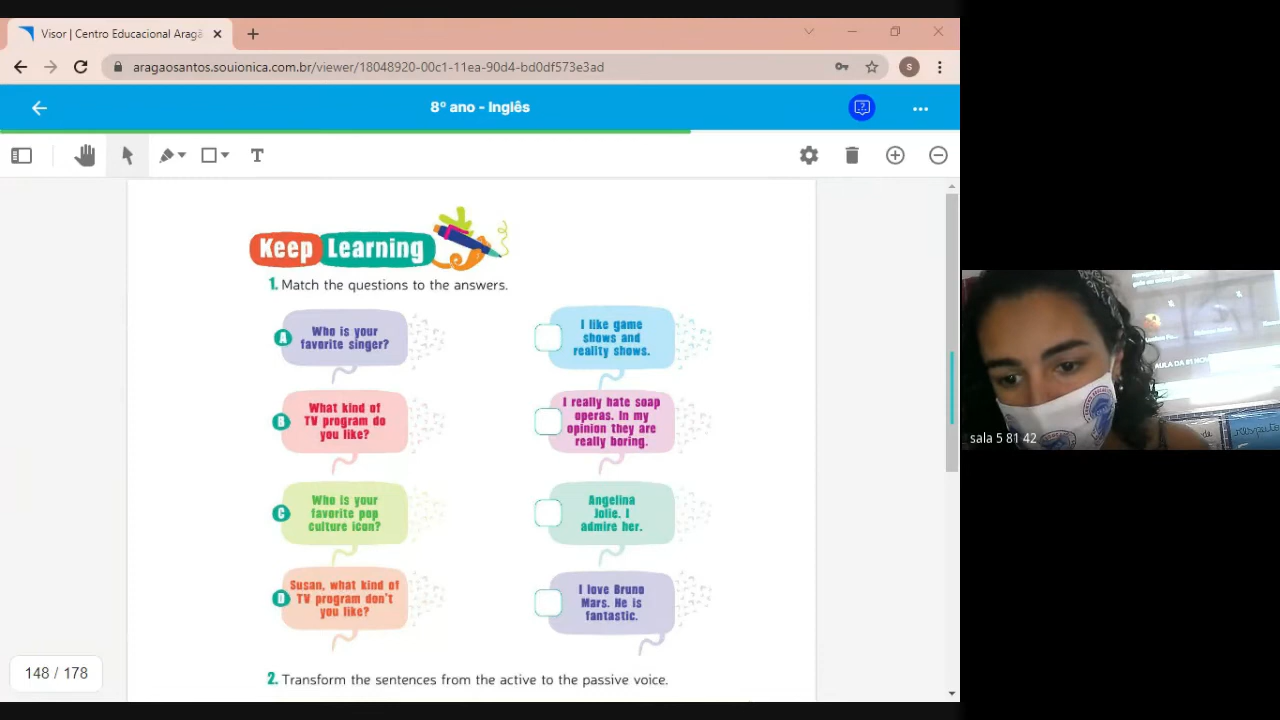 Visor | Centro Educacional Aragã
aragaosantos.souionica.com.br/viewer/18048920-00c1-11ea-90d4-bd0df573e3ad
S
8º ano - Inglês
T
Keep Learning
1. Match the questions to the answers.
A
Who is your
favorite singer?
I like game
shows and
reality shows.
B
What kind of
TV program do
you like?
I really hate soap
operas. In my
opinion they are
really boring.
C
Who is your
favorite pop
culture icon?
Angelina
Jolie. I
admire her.
D
Susan, what kind of
TV program don't
you like?
I love Bruno
Mars. He is
fantastic.
2. Transform the sentences from the active to the passive voice.
148 / 178
AULA DA 81
sala 5 81 42